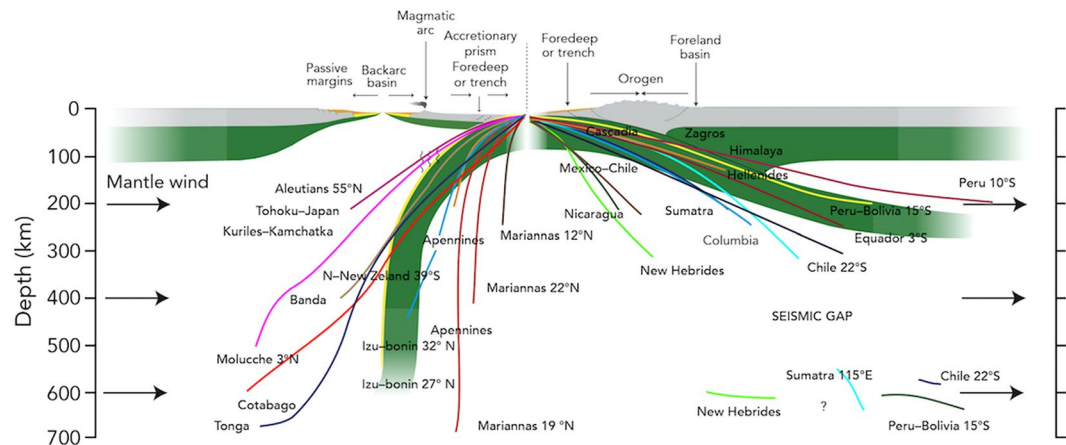 Magmatic
arc
Accretionary
prism
Foredeep
or trench
Foredeep
or trench
Foreland
basin
Passive
margins
Backarc
basin
Orogen
0
100
200
300
400
500
600
700
Depth (km)
Mantle wind
Cascadia
Zagros
Himalaya
Mexico–Chile
Hellenides
Aleutians 55°N
Peru 10°S
Tohoku–Japan
Nicaragua
Sumatra
Peru–Bolivia 15°S
Kuriles–Kamchatka
Apennines
Mariannas 12°N
Columbia
Equador 3°S
N–New Zeland 39°S
New Hebrides
Chile 22°S
Banda
Mariannas 22°N
SEISMIC GAP
Apennines
Izu–bonin 32° N
Molucche 3°N
Izu–bonin 27° N
Sumatra 115°E
Chile 22°S
Cotabago
New Hebrides
?
Tonga
Mariannas 19 °N
Peru–Bolivia 15°S